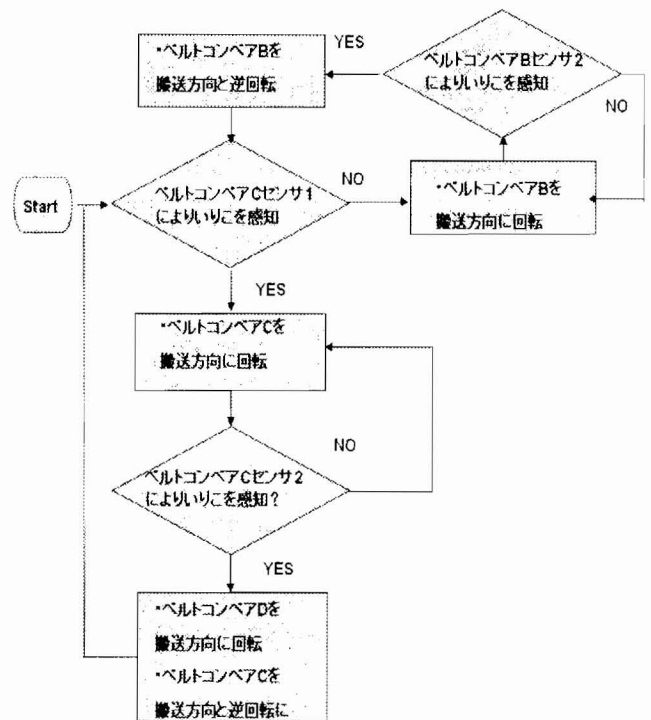 ・ベルトコンベアBを
搬送方向と逆回転
YES
ベルトコンベアBセンサ2
によりいりこを感知
NO
Start
ベルトコンベアCセンサ1
によりいりこを感知
NO
・ベルトコンベアBを
搬送方向に回転
YES
・ベルトコンベアCを
搬送方向に回転
NO
ベルトコンベアCセンサ2
によりいりこを感知？
YES
・ベルトコンベアDを
搬送方向に回転
・ベルトコンベアCを
搬送方向と逆回転に